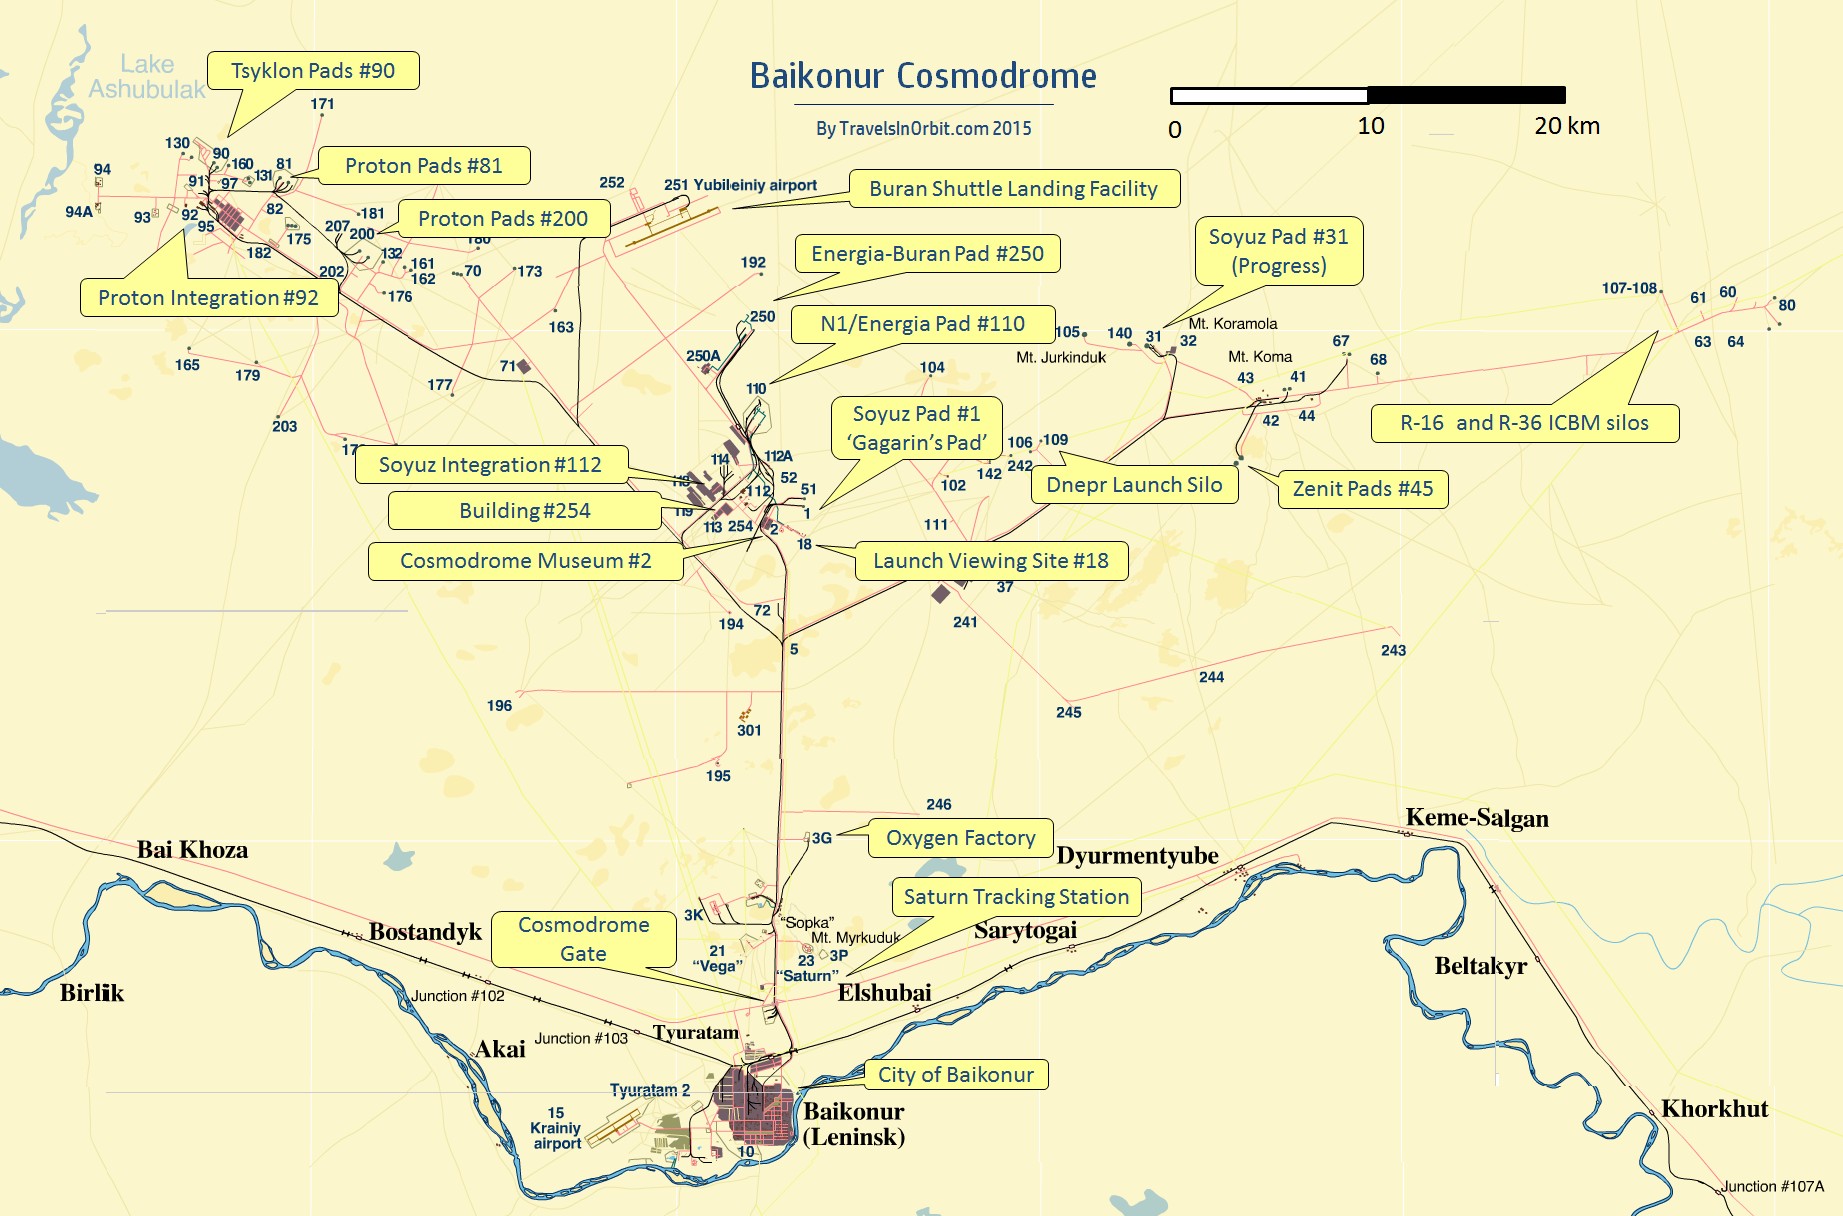 Baikonur Cosmodrome
By TravelsInOrbit.com 2015
0 10 20 km
Lake
Ashubulak
Tsyklon Pads #90
171
130
90
160
131
81
Proton Pads #81
94
91
97
94A
93
92
95
82
181
175
207
200
Proton Pads #200
180
182
132
161
162
70
173
202
176
Proton Integration #92
163
252
251 Yubileiniy airport
Buran Shuttle Landing Facility
Energia-Buran Pad #250
192
250
N1/Energia Pad #110
250A
110
Soyuz Pad #31
(Progress)
105
140
31
32
Mt. Koramola
Mt. Jurkinduk
Mt. Koma
67
68
107-108
61
60
80
63
64
165
179
177
71
203
104
43
41
42
44
R-16 and R-36 ICBM silos
Soyuz Pad #1
‘Gagarin’s Pad’
Soyuz Integration #112
114
112A
52
112
51
1
Building #254
119
113
254
2
Cosmodrome Museum #2
18
Launch Viewing Site #18
106
109
242
142
102
Dnepr Launch Silo
Zenit Pads #45
111
37
241
72
194
5
243
244
245
196
301
195
246
3G
Oxygen Factory
Keme-Salgan
Dyurmentyube
Bai Khoza
Saturn Tracking Station
3K
“Sopka”
Mt. Myrkuduk
Cosmodrome
Gate
Bostandyk
Sarytogai
21
“Vega”
23
3P
“Saturn”
Beltakyr
Birlik
Junction #102
Elshubai
Junction #103
Tyuratam
Akai
City of Baikonur
Tyuratam 2
15
Krainiy
airport
Baikonur
(Leninsk)
10
Khorkhut
Junction #107A